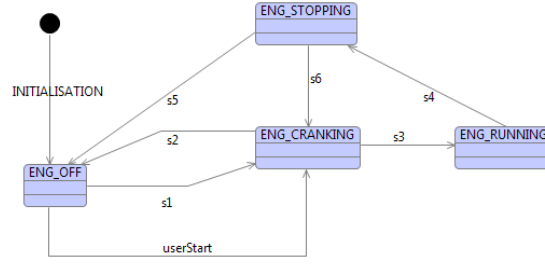 ENG_STOPPING
s6
s5
s4
INITIALISATION
s2
ENG_CRANKING
s3
ENG_RUNNING
ENG_OFF
s1
userStart